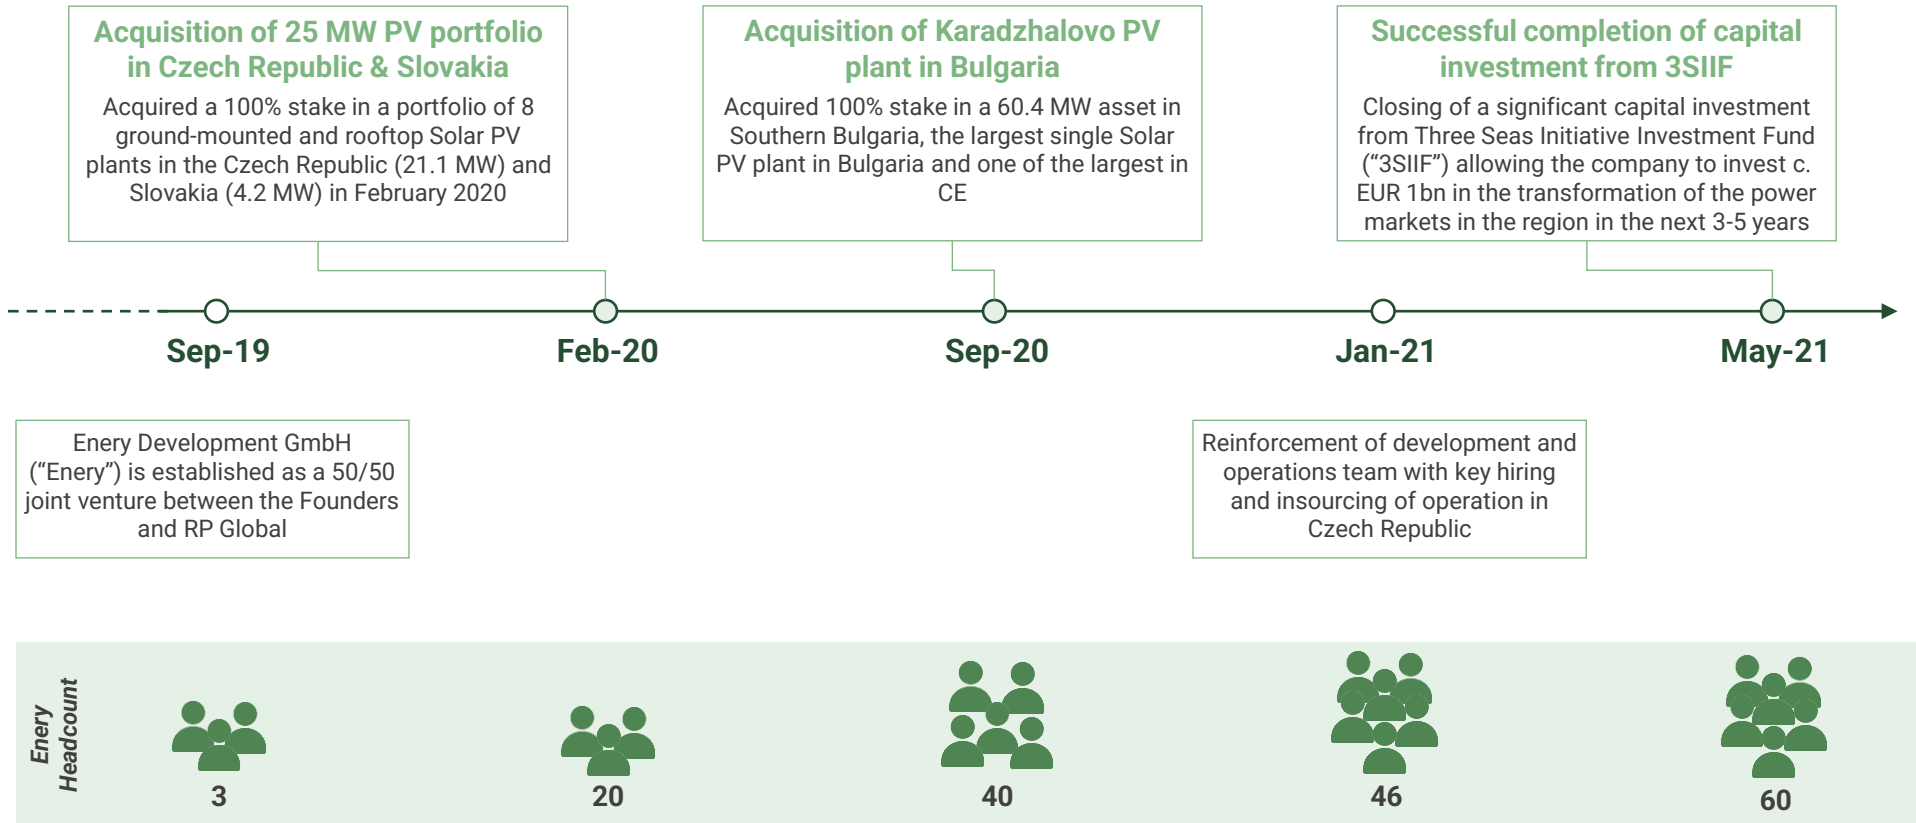 Acquisition of 25 MW PV portfolio
in Czech Republic & Slovakia
Acquired a 100% stake in a portfolio of 8
ground-mounted and rooftop Solar PV
plants in the Czech Republic (21.1 MW) and
Slovakia (4.2 MW) in February 2020
Acquisition of Karadzhalovo PV
plant in Bulgaria
Acquired 100% stake in a 60.4 MW asset in
Southern Bulgaria, the largest single Solar
PV plant in Bulgaria and one of the largest in
CE
Successful completion of capital
investment from 3SIIF
Closing of a significant capital investment
from Three Seas Initiative Investment Fund
(“3SIIF”) allowing the company to invest c.
EUR 1bn in the transformation of the power
markets in the region in the next 3-5 years
Sep-19
Feb-20
Sep-20
Jan-21
May-21
Enery Development GmbH
(“Enery”) is established as a 50/50
joint venture between the Founders
and RP Global
Reinforcement of development and
operations team with key hiring
and insourcing of operation in
Czech Republic
Enery
Headcount
3
20
40
46
60